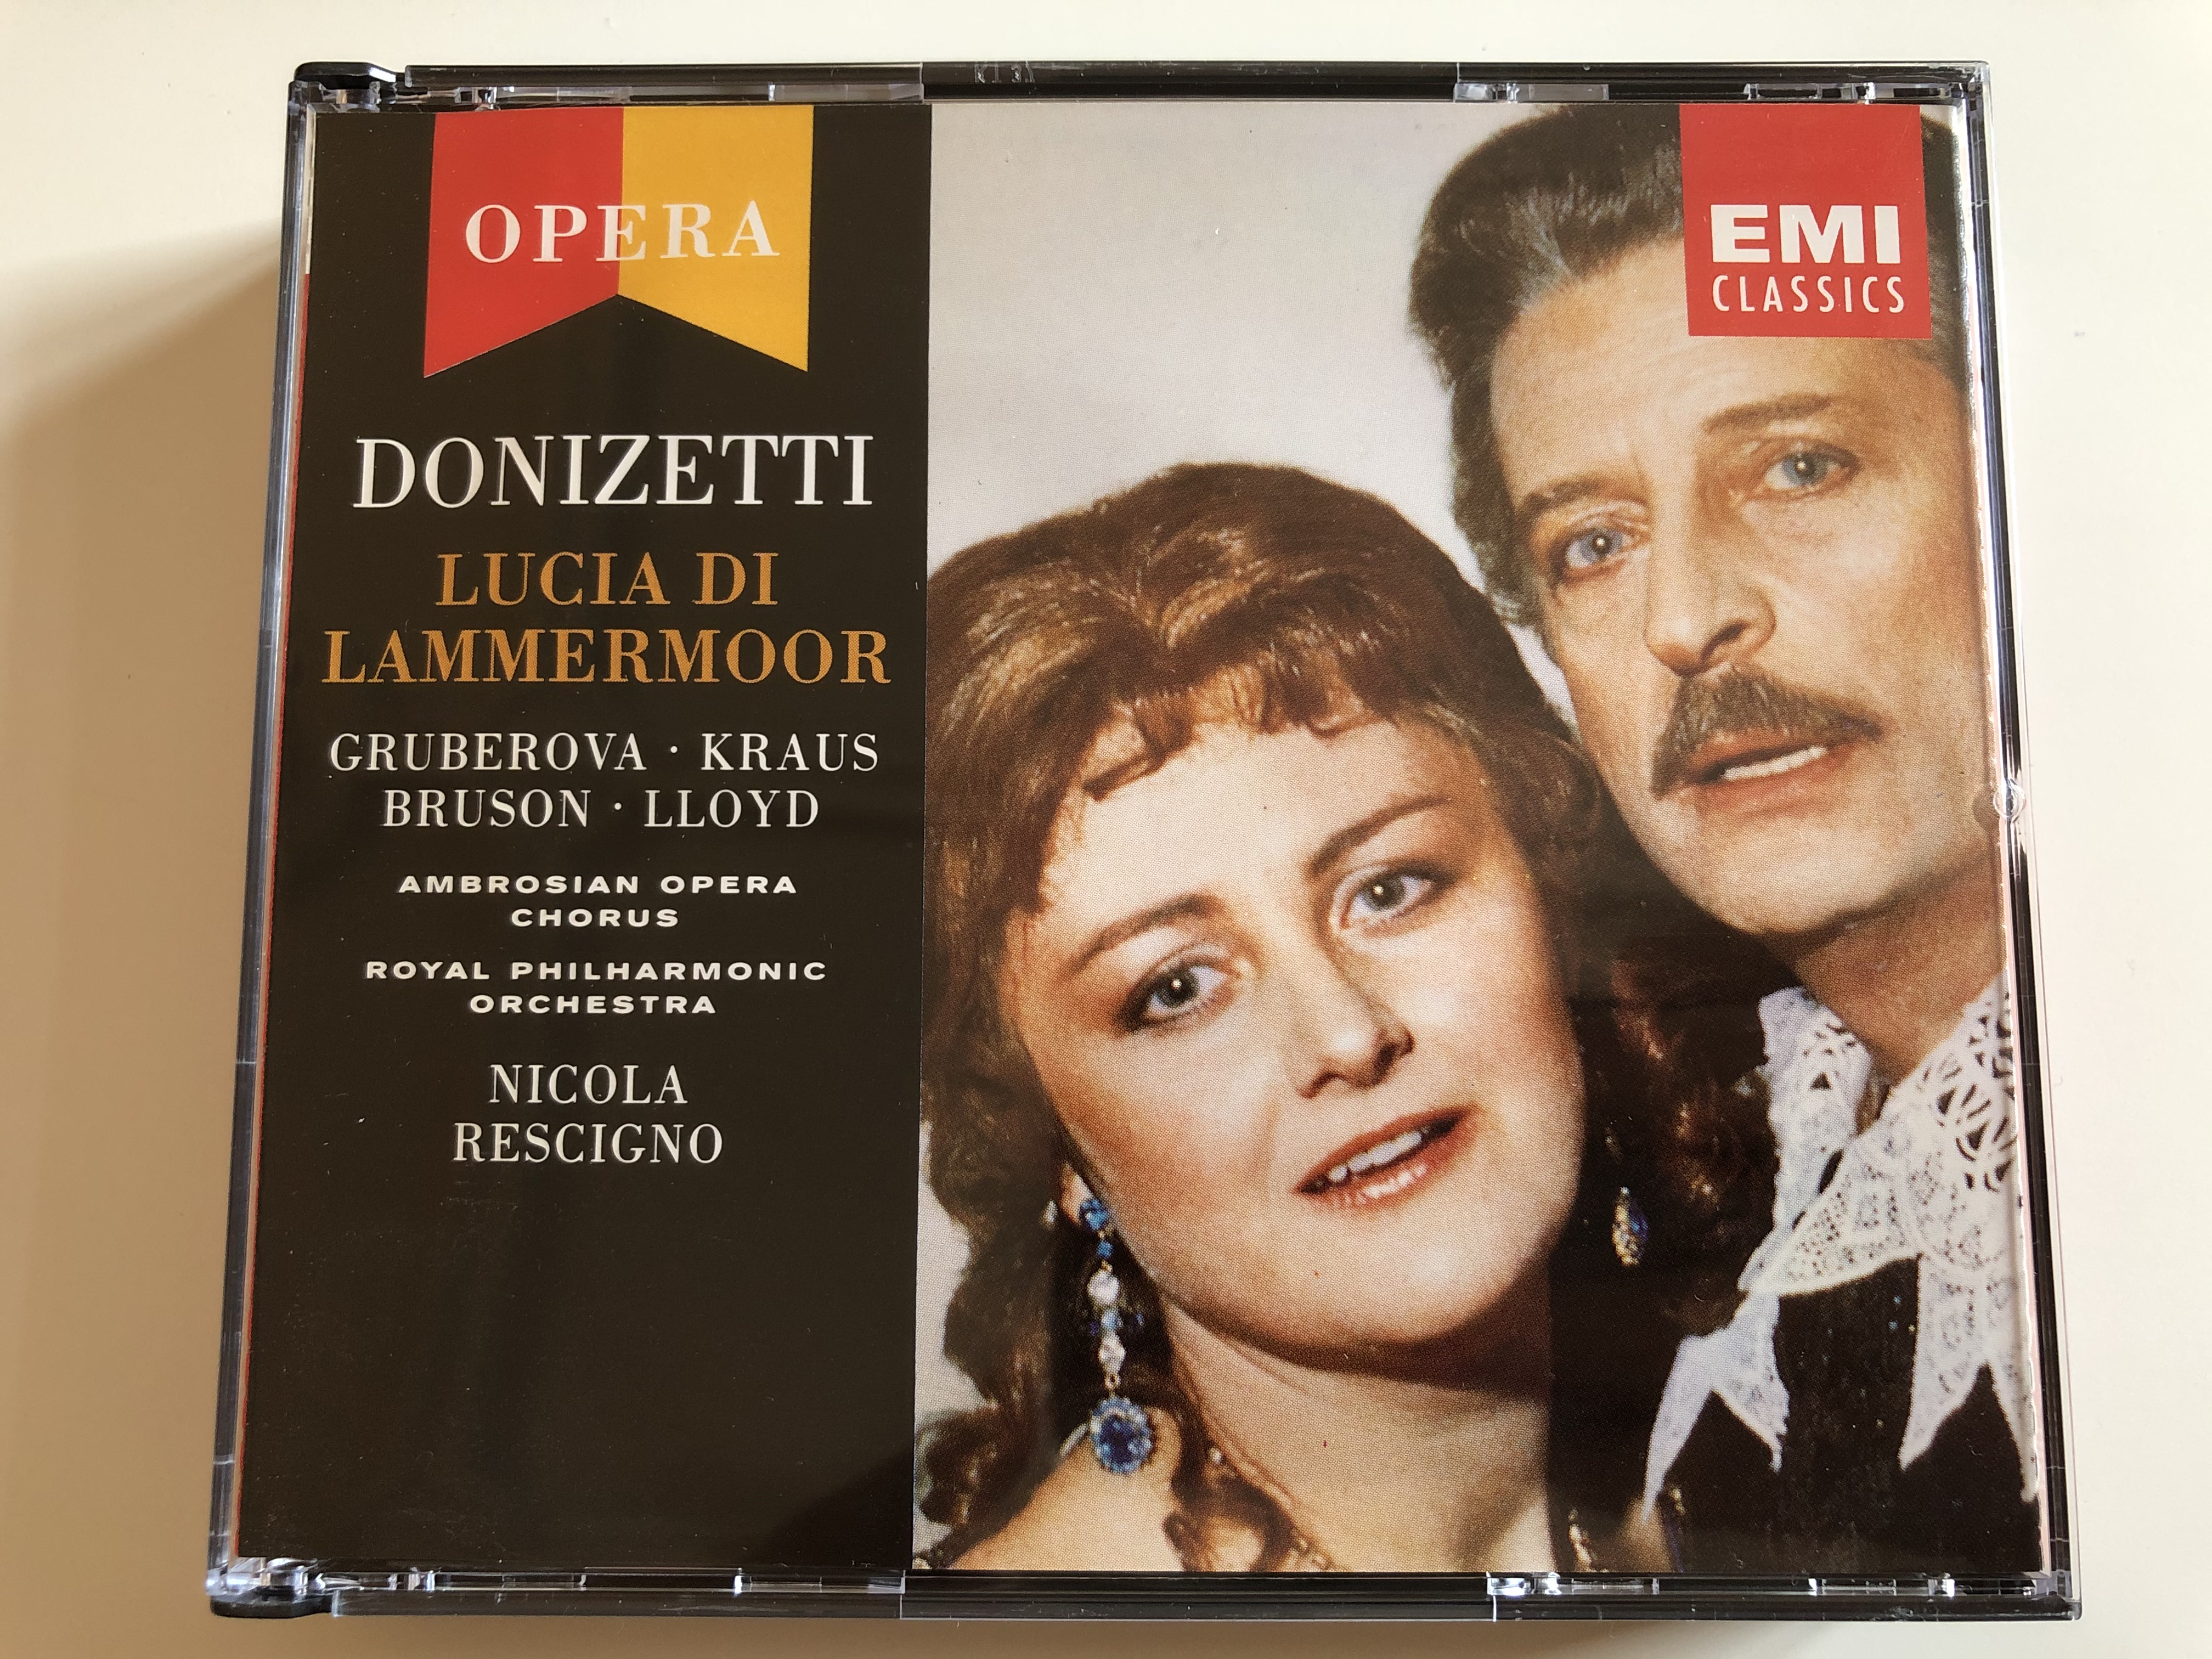 OPERA
EMI
CLASSICS
DONIZETTI
LUCIA DI
LAMMERMOOR
GRUBEROVA · KRAUS
BRUSON · LLOYD
AMBROSIAN OPERA
CHORUS
ROYAL PHILHARMONIC
ORCHESTRA
NICOLA
RESCIGNO